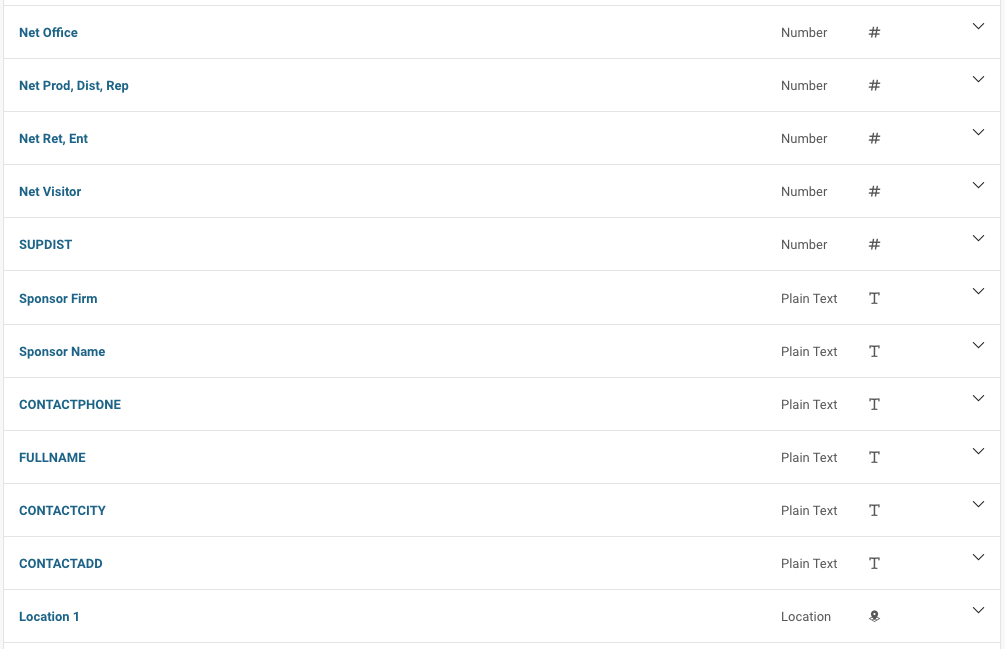 Net Office Number #
Net Prod, Dist, Rep Number #
Net Ret, Ent Number #
Net Visitor Number #
SUPDIST Number #
Sponsor Firm Plain Text T
Sponsor Name Plain Text T
CONTACTPHONE Plain Text T
FULLNAME Plain Text T
CONTACTCITY Plain Text T
CONTACTADD Plain Text T
Location 1 Location